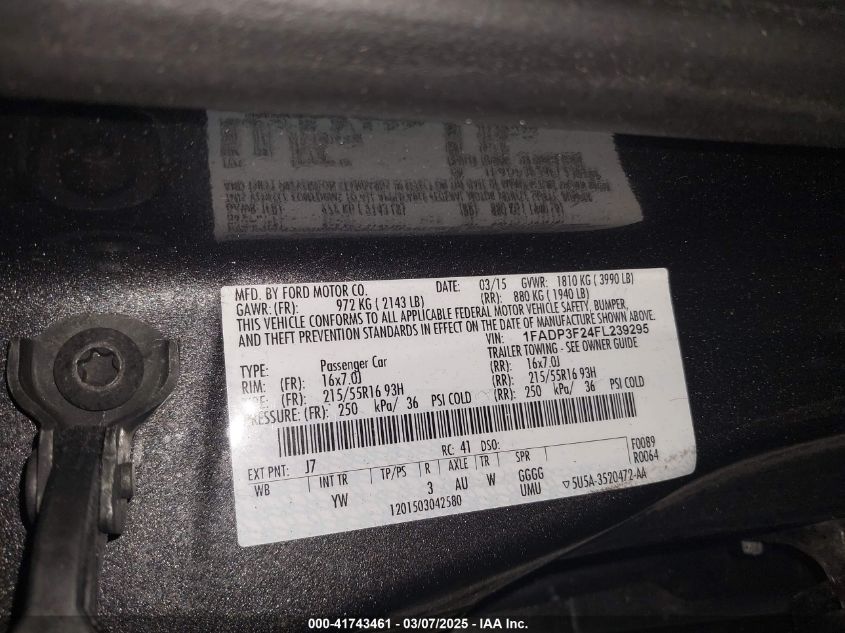 MFD. BY FORD MOTOR CO. DATE: 03/15 GVWR: 1810 KG ( 3990 LB)
GAWR: (FR): 972 KG ( 2143 LB) (RR): 880 KG ( 1940 LB)
THIS VEHICLE CONFORMS TO ALL APPLICABLE FEDERAL MOTOR VEHICLE SAFETY, BUMPER,
AND THEFT PREVENTION STANDARDS IN EFFECT ON THE DATE OF MANUFACTURE SHOWN ABOVE.
VIN: 1FADP3F24FL239295
TYPE: Passenger Car TRAILER TOWING - SEE OWNER GUIDE
RIM: (FR): 16x7.0J (RR): 16x7.0J
(FR): 215/55R16 93H (RR): 215/55R16 93H
PRESSURE: (FR) 250 kPa/ 36 PSI COLD (RR) 250 kPa/ 36 PSI COLD
EXT PNT: J7 RC: 41 DSO: F0089
WB INT TR TP/PS R AXLE TR SPR R0064
YW 3 AU W GGGG 5U5A-3520472-AA
UMU
1201503042580
000-41743461 - 03/07/2025 - IAA Inc.